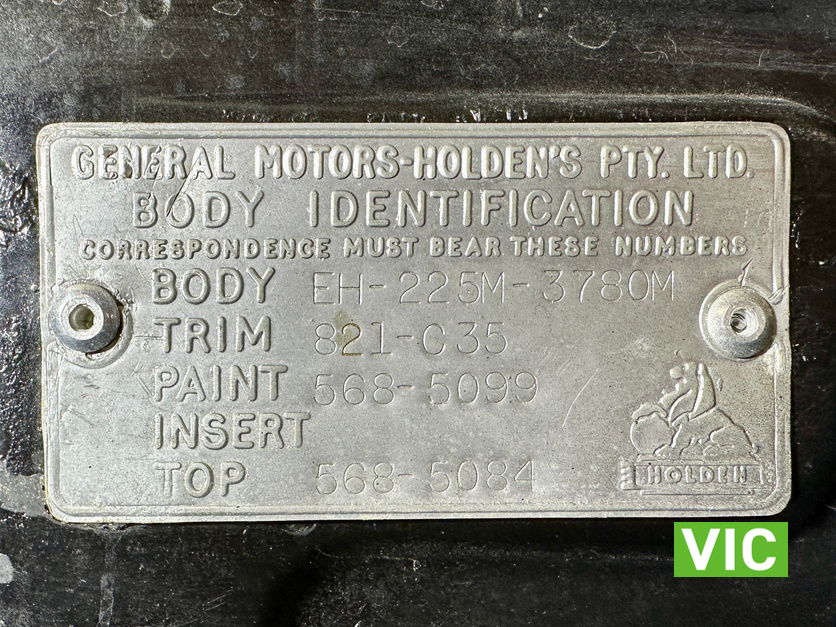 GENERAL MOTORS-HOLDEN'S PTY. LTD.
BODY IDENTIFICATION
CORRESPONDENCE MUST BEAR THESE NUMBERS
BODY EH-225M-3780M
TRIM 821-C35
PAINT 568-5099
INSERT
TOP 568-5084
HOLDEN
VIC